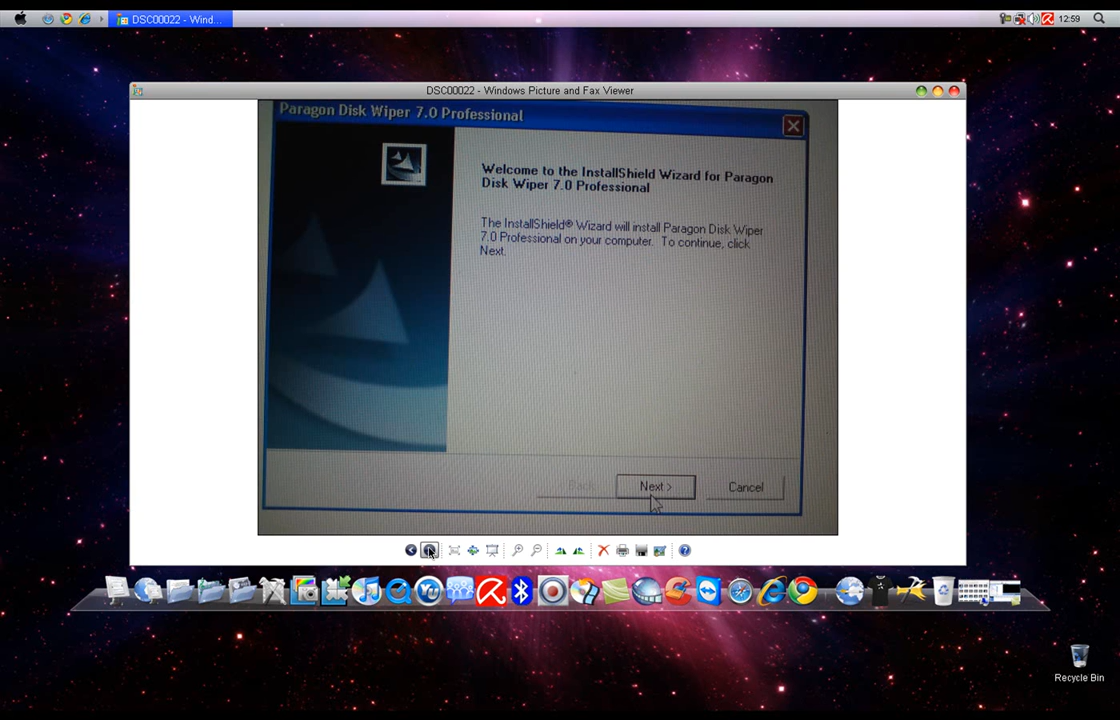 DSC00022 - Wind...
12:59
DSC00022 - Windows Picture and Fax Viewer
Paragon Disk Wiper 7.0 Professional
Welcome to the InstallShield Wizard for Paragon
Disk Wiper 7.0 Professional
The InstallShield® Wizard will install Paragon Disk Wiper
7.0 Professional on your computer. To continue, click
Next.
< Back
Next >
Cancel
Recycle Bin